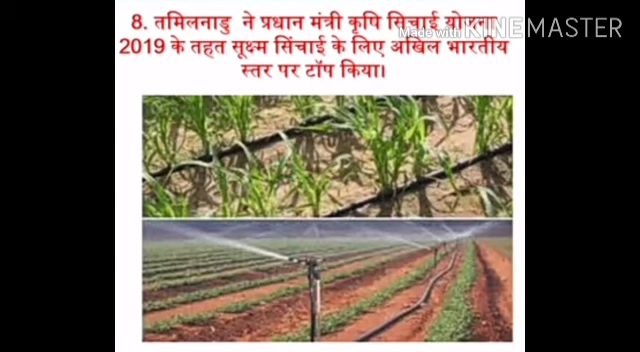 8. तमिलनाडु ने प्रधान मंत्री कृषि सिचाई योजना
Made with KINEMASTER
2019 के तहत सूक्ष्म सिंचाई के लिए अखिल भारतीय
स्तर पर टॉप किया।